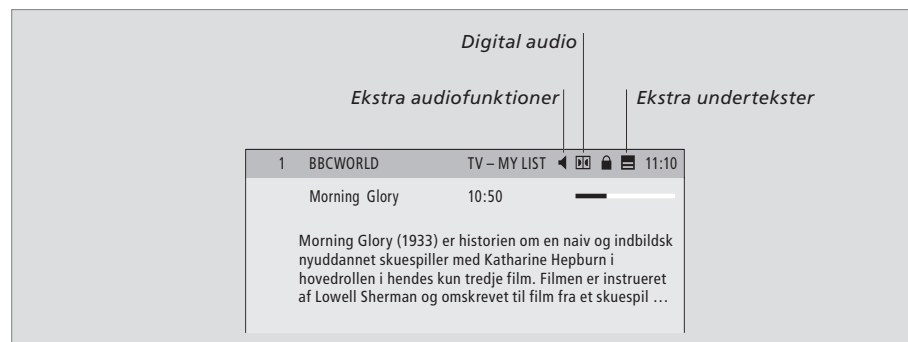 Digital audio
Ekstra audiofunktioner Ekstra undertekster
1 BBCWORLD TV – MY LIST 11:10
Morning Glory 10:50
Morning Glory (1933) er historien om en naiv og indbildsk
nyuddannet skuespiller med Katharine Hepburn i
hovedrollen i hendes kun tredje film. Filmen er instrueret
af Lowell Sherman og omskrevet til film fra et skuespil …